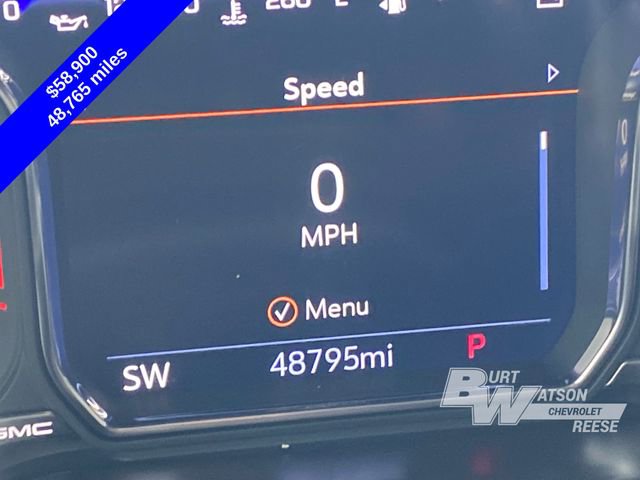 $58,900
48,765 miles
Speed
0
MPH
Menu
SW 48795mi P
GMC
BURT WATSON
CHEVROLET
REESE